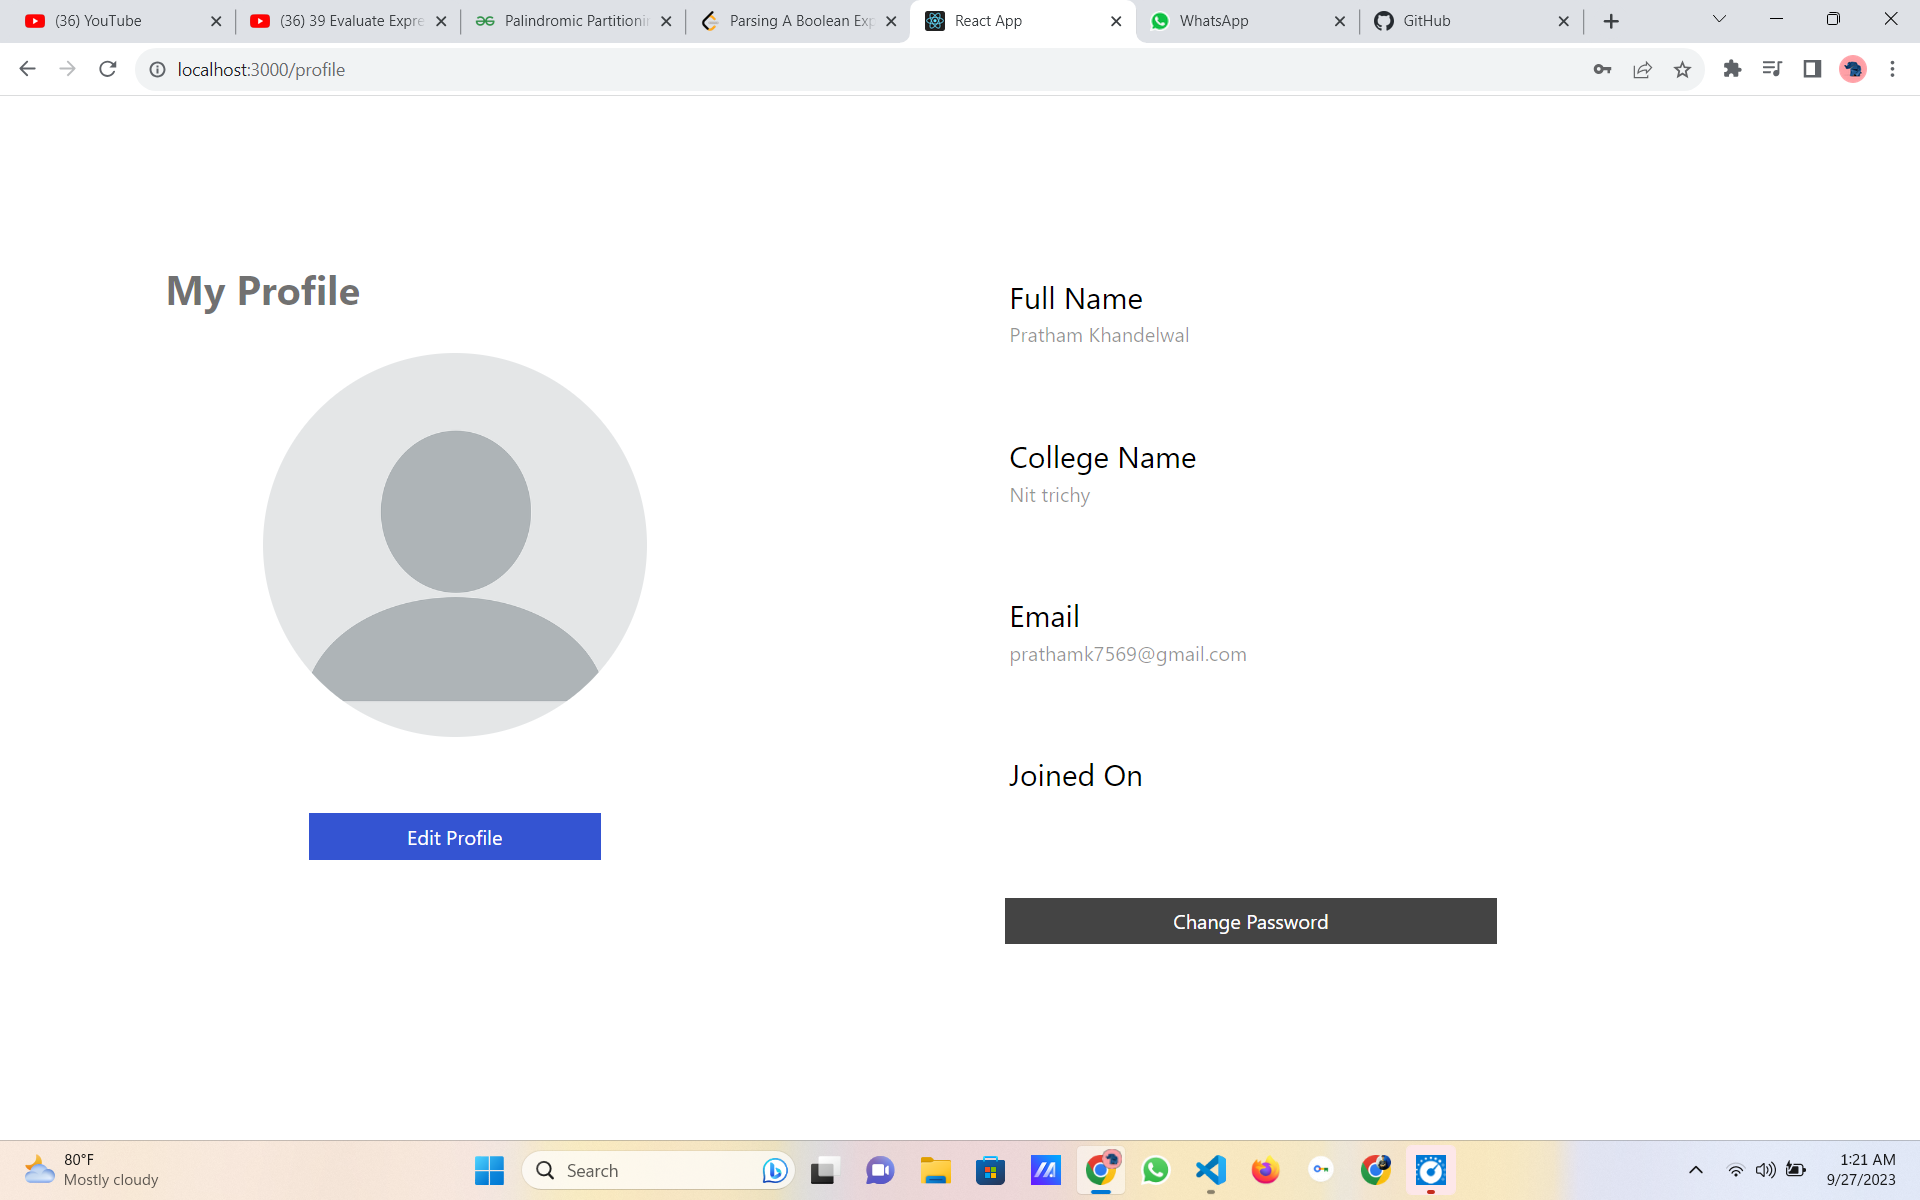 (36) YouTube
(36) 39 Evaluate Expre
Palindromic Partitionin
Parsing A Boolean Exp
React App
WhatsApp
GitHub
localhost:3000/profile
My Profile
Edit Profile
Full Name
Pratham Khandelwal
College Name
Nit trichy
Email
prathamk7569@gmail.com
Joined On
Change Password
80°F
Mostly cloudy
Search
1:21 AM
9/27/2023